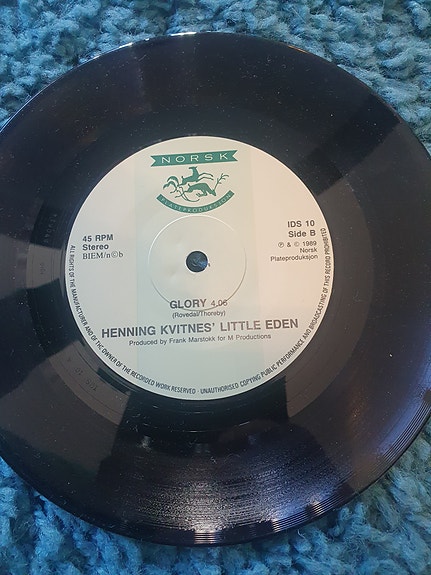 NORSK
PLATEPRODUKSJON
45 RPM
Stereo
BIEM/n©b
IDS 10
Side B
℗ & © 1989
Norsk
Plateproduksjon
GLORY 4.06
(Rovedal/Thoreby)
HENNING KVITNES' LITTLE EDEN
Produced by Frank Marstokk for M Productions
ALL RIGHTS OF THE MANUFACTURER AND OF THE OWNER OF THE RECORDED WORK RESERVED · UNAUTHORISED COPYING PUBLIC PERFORMANCE AND BROADCASTING OF THIS RECORD PROHIBITED